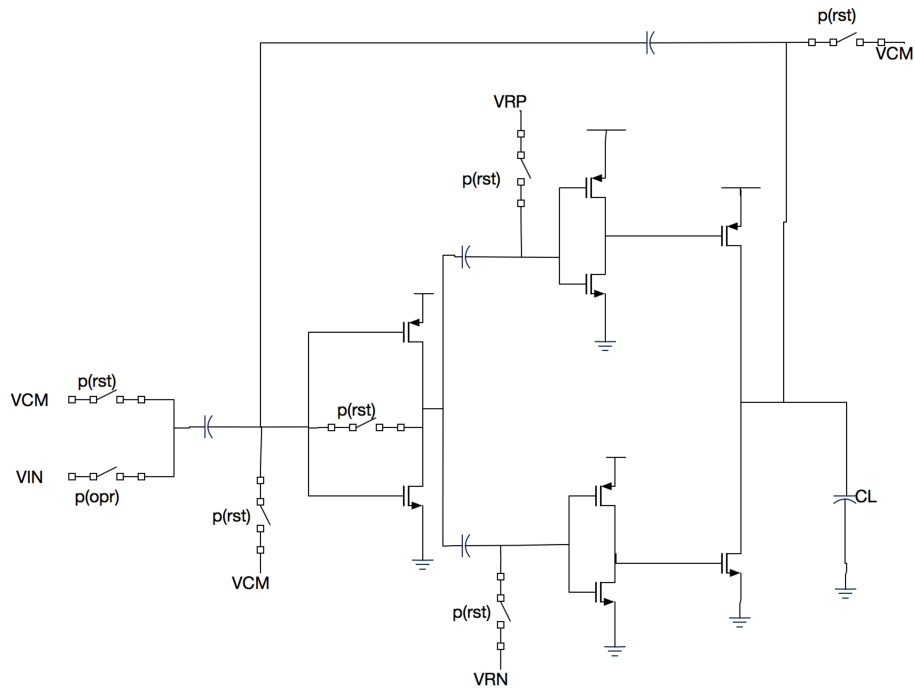 p(rst)
VCM
VRP
p(rst)
p(rst)
VCM
p(rst)
VIN
p(opr)
p(rst)
CL
VCM
p(rst)
VRN